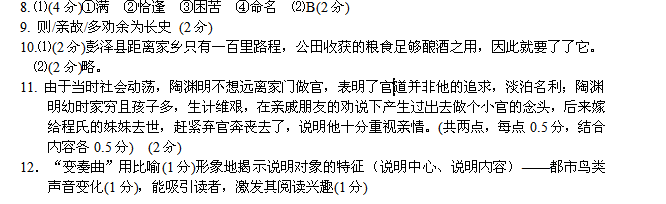 8. ⑴(4分)①满 ②恰逢 ③困苦 ④命名 ⑵B(2分)
9. 则/亲故/多劝余为长史 (2分)
10.⑴(2分)彭泽县距离家乡只有一百里路程，公田收获的粮食足够酿酒之用，因此就要了了它。
⑵(2分)略。
11. 由于当时社会动荡，陶渊明不想远离家门做官，表明了官道并非他的追求，淡泊名利；陶渊
明幼时家穷且孩子多，生计维艰，在亲戚朋友的劝说下产生过出去做个小官的念头，后来嫁
给程氏的妹妹去世，赶紧弃官奔丧去了，说明他十分重视亲情。(共两点，每点0.5分，结合
内容各0.5分) (2分)
12．“变奏曲”用比喻(1分)形象地揭示说明对象的特征（说明中心、说明内容）——都市鸟类
声音变化(1分)，能吸引读者，激发其阅读兴趣(1分)